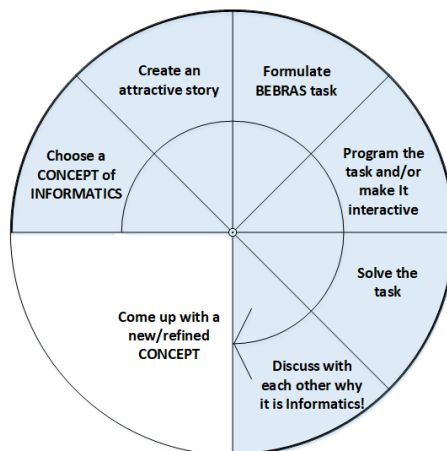 Create an
attractive story
Formulate
BEBRAS task
Choose a
CONCEPT of
INFORMATICS
Program the
task and/or
make It
interactive
Solve the
task
Come up with a
new/refined
CONCEPT
Discuss with
each other why
it is Informatics!